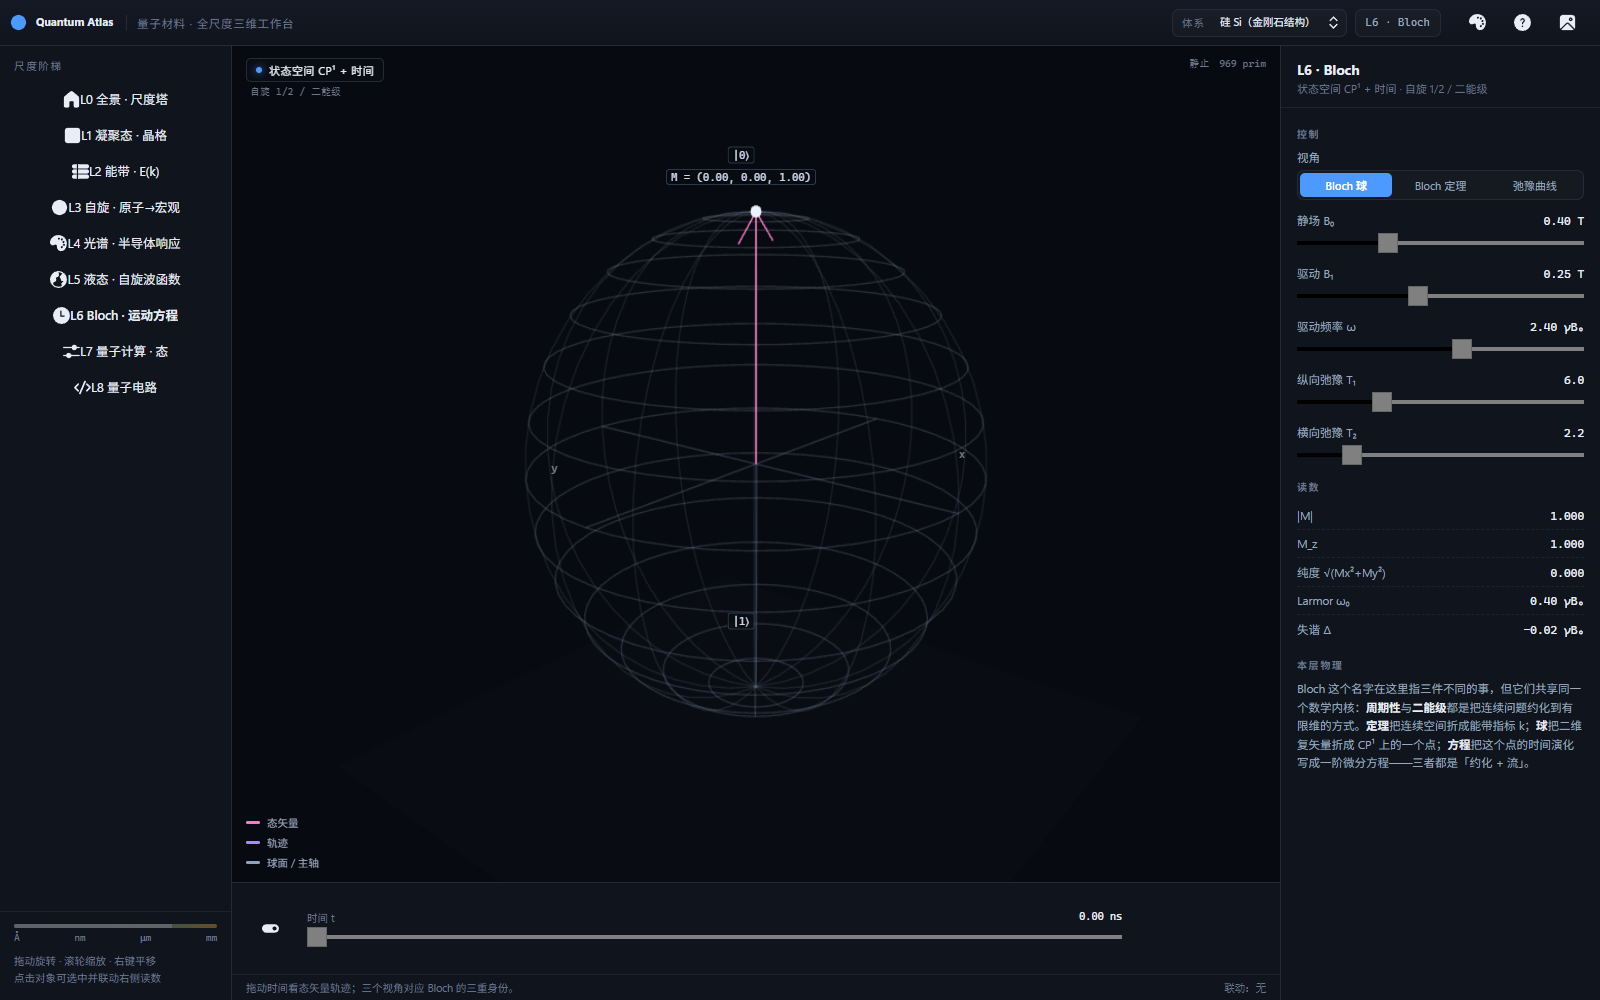 Quantum Atlas
量子材料 · 全尺度三维工作台
体系 硅 Si（金刚石结构）
L6 · Bloch
尺度阶梯
L0 全景 · 尺度塔
L1 凝聚态 · 晶格
L2 能带 · E(k)
L3 自旋 · 原子→宏观
L4 光谱 · 半导体响应
L5 液态 · 自旋波函数
L6 Bloch · 运动方程
L7 量子计算 · 态
L8 量子电路
Å nm μm mm
拖动旋转 · 滚轮缩放 · 右键平移
点击对象可选中并联动右侧读数
状态空间 CP¹ + 时间
自旋 1/2 / 二能级
静止 969 prim
|0⟩
M = (0.00, 0.00, 1.00)
y
x
|1⟩
态矢量
轨迹
球面 / 主轴
时间 t
0.00 ns
拖动时间看态矢量轨迹；三个视角对应 Bloch 的三重身份。
联动：无
L6 · Bloch
状态空间 CP¹ + 时间 · 自旋 1/2 / 二能级
控制
视角
Bloch 球 Bloch 定理 弛豫曲线
静场 B₀ 0.40 T
驱动 B₁ 0.25 T
驱动频率 ω 2.40 γB₀
纵向弛豫 T₁ 6.0
横向弛豫 T₂ 2.2
读数
|M| 1.000
M_z 1.000
纯度 √(Mx²+My²) 0.000
Larmor ω₀ 0.40 γB₀
失谐 Δ −0.02 γB₀
本层物理
Bloch 这个名字在这里指三件不同的事，但它们共享同一
个数学内核：周期性与二能级都是把连续问题约化到有
限维的方式。定理把连续空间折成能带指标 k；球把二维
复矢量折成 CP¹ 上的一个点；方程把这个点的时间演化
写成一阶微分方程——三者都是「约化 + 流」。